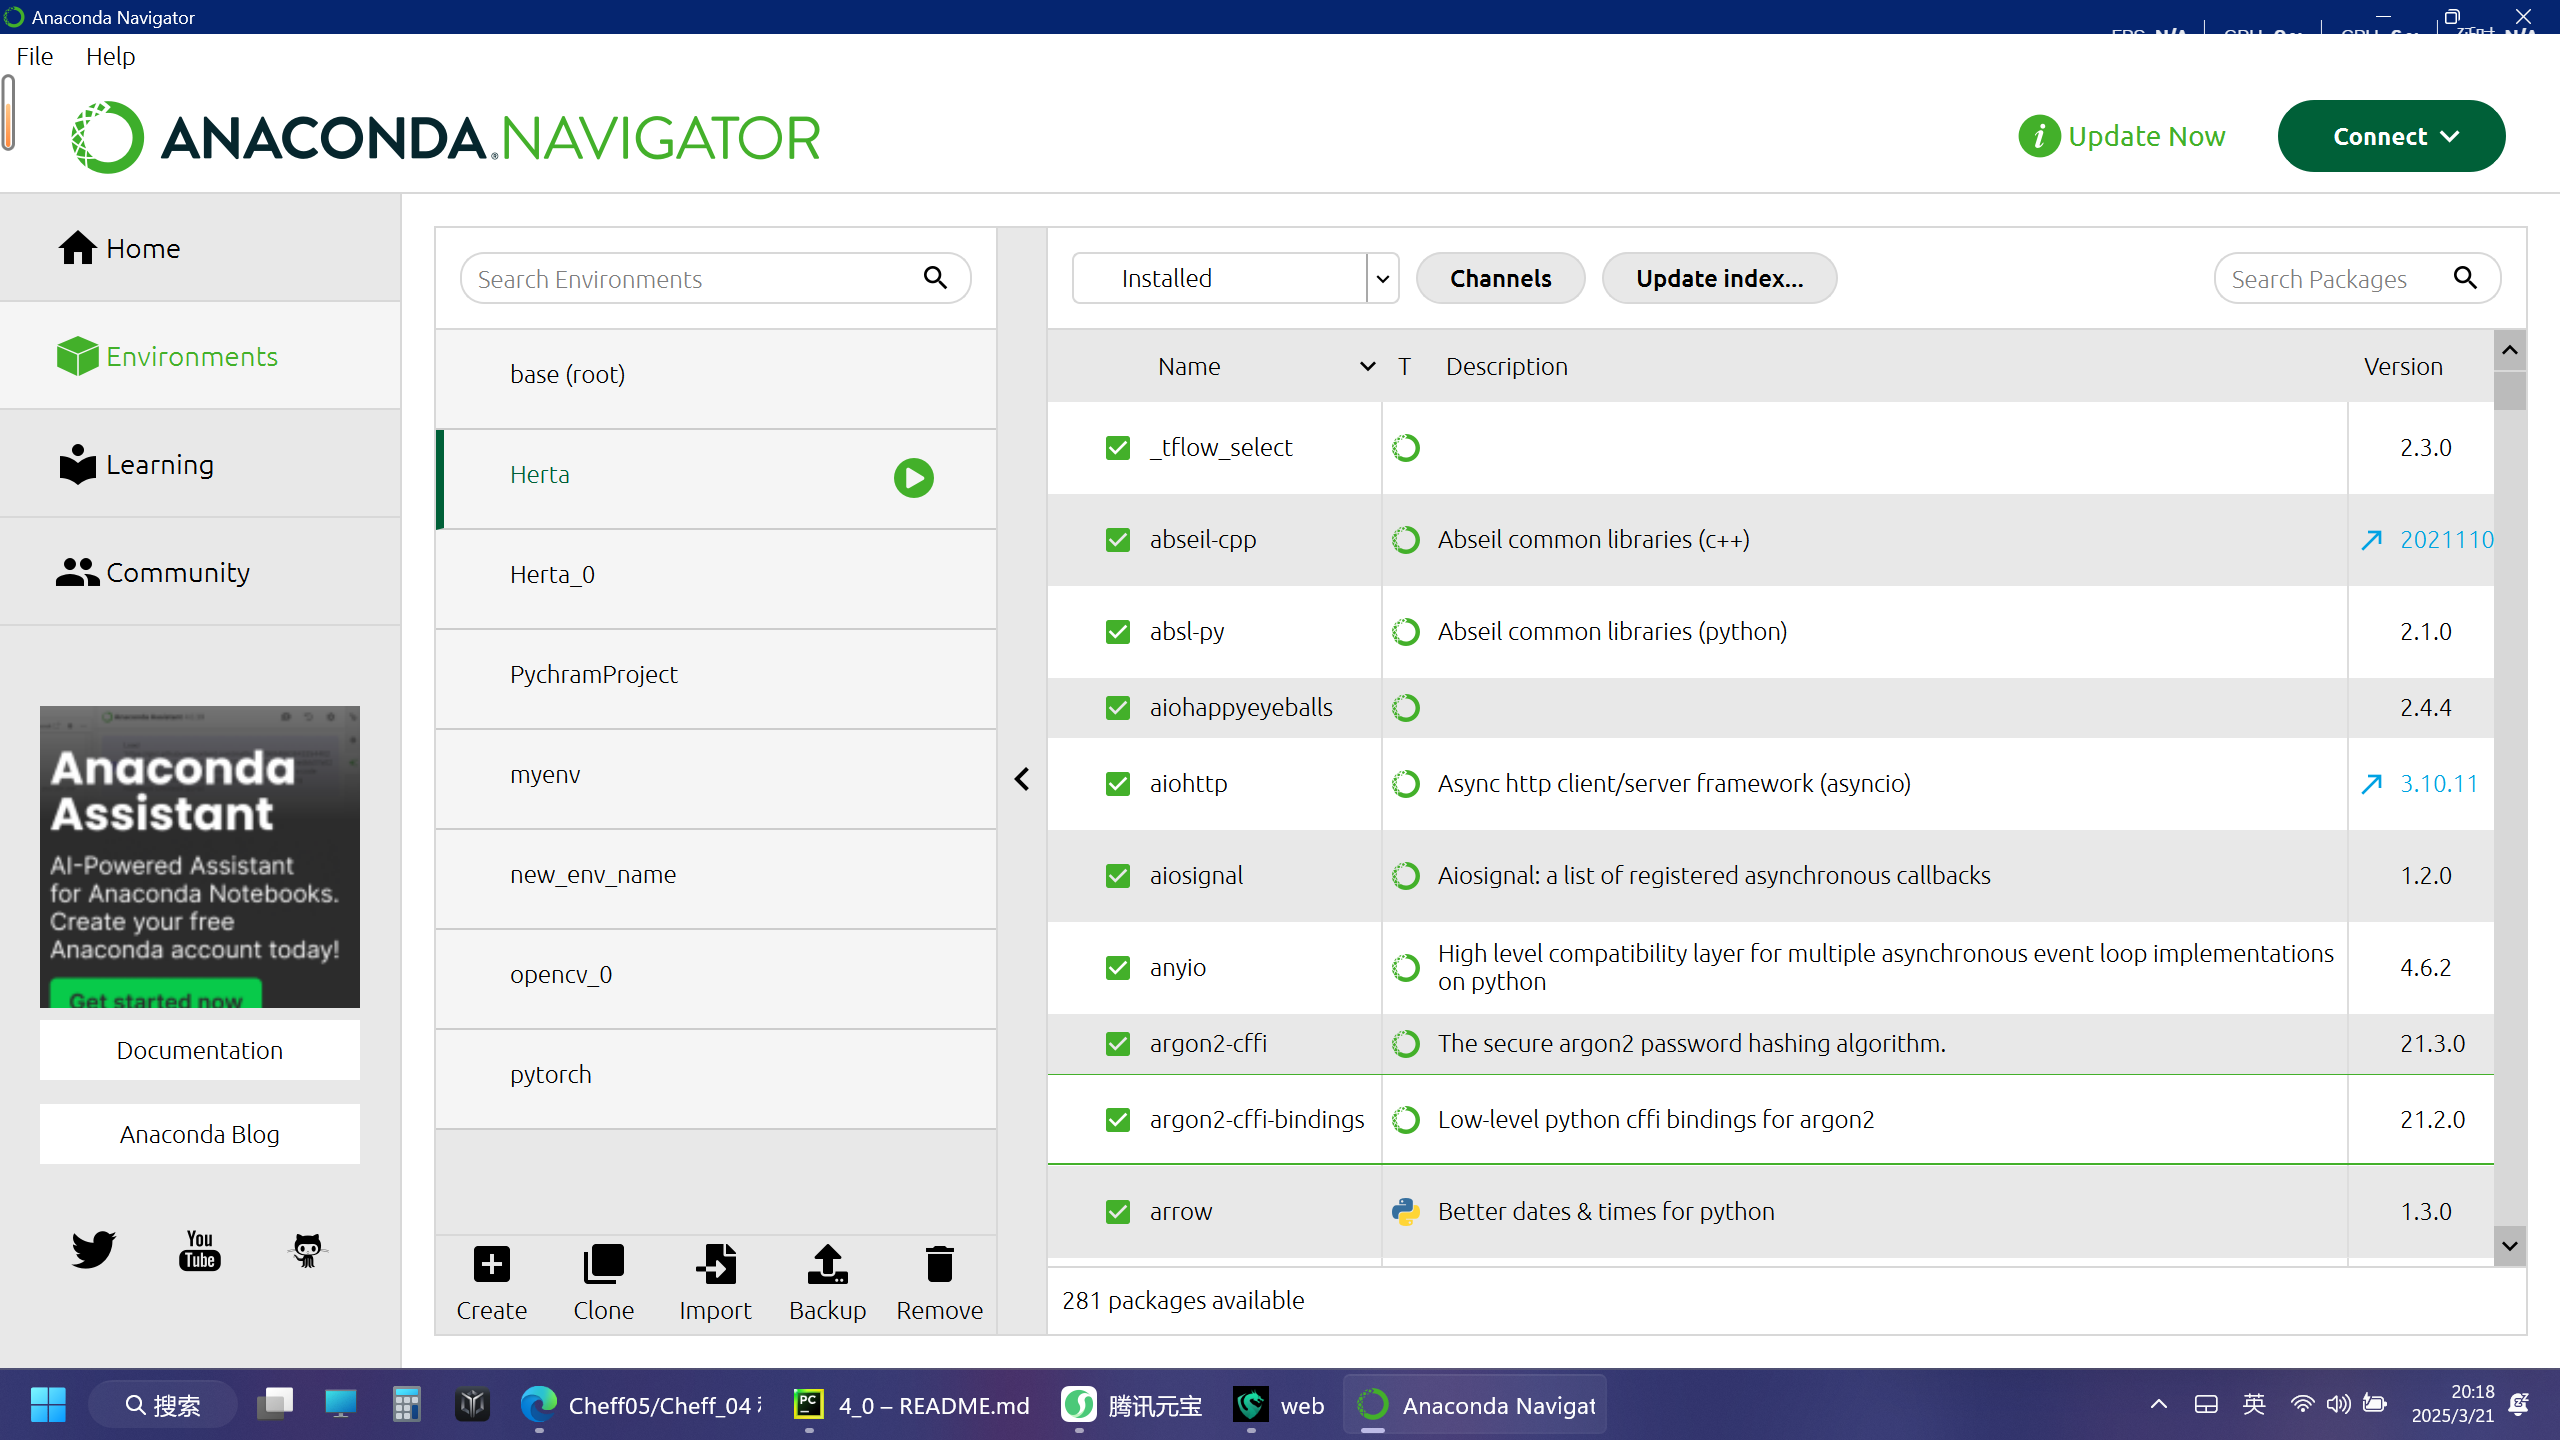 Anaconda Navigator
File Help
ANACONDA.NAVIGATOR
Update Now
Connect
Home
Environments
Learning
Community
Anaconda
Assistant
AI-Powered Assistant
for Anaconda Notebooks.
Create your free
Anaconda account today!
Get started now
Documentation
Anaconda Blog
You
Tube
Search Environments
base (root)
Herta
Herta_0
PychramProject
myenv
new_env_name
opencv_0
pytorch
Create Clone Import Backup Remove
Installed Channels Update index... Search Packages
Name T Description Version
_tflow_select 2.3.0
abseil-cpp Abseil common libraries (c++) 2021110
absl-py Abseil common libraries (python) 2.1.0
aiohappyeyeballs 2.4.4
aiohttp Async http client/server framework (asyncio) 3.10.11
aiosignal Aiosignal: a list of registered asynchronous callbacks 1.2.0
anyio High level compatibility layer for multiple asynchronous event loop implementations
on python 4.6.2
argon2-cffi The secure argon2 password hashing algorithm. 21.3.0
argon2-cffi-bindings Low-level python cffi bindings for argon2 21.2.0
arrow Better dates & times for python 1.3.0
281 packages available
搜索
Cheff05/Cheff_04
PC
4_0 – README.md
腾讯元宝
web
Anaconda Navigat
英
20:18
2025/3/21